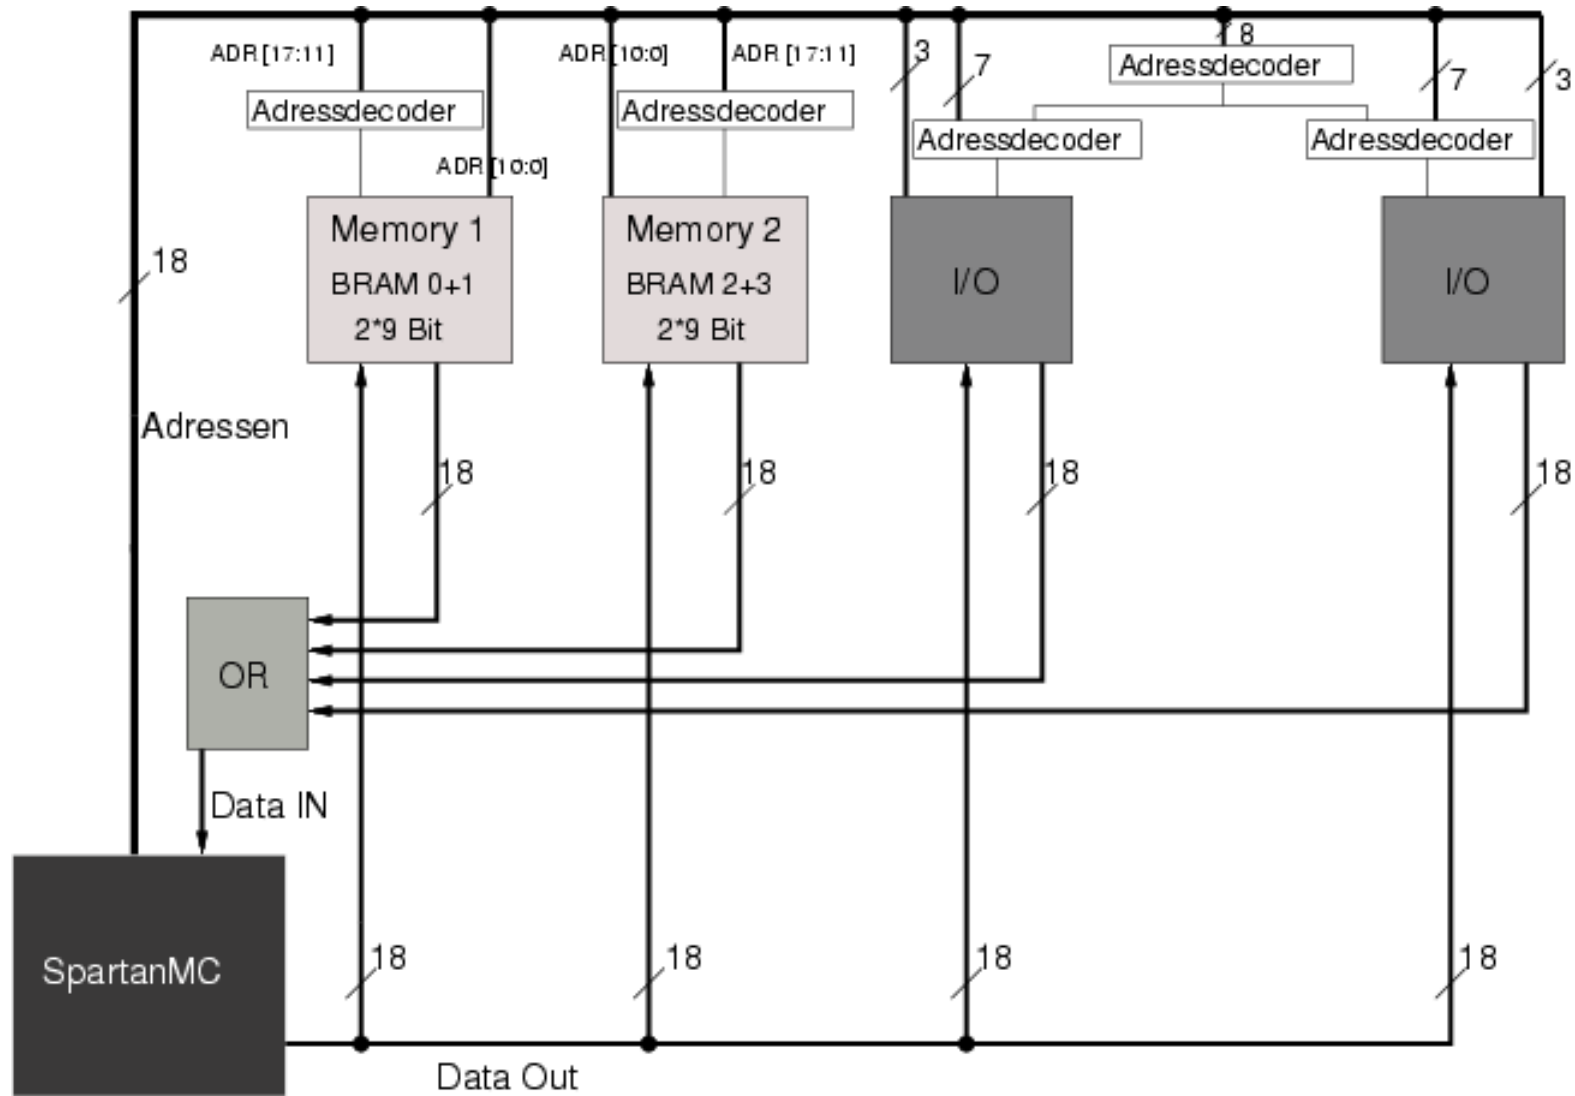 8
ADR [17:11]
ADR [10:0]
ADR [17:11]
3
7
Adressdecoder
7
3
Adressdecoder
Adressdecoder
Adressdecoder
Adressdecoder
ADR [10:0]
Memory 1
BRAM 0+1
2*9 Bit
Memory 2
BRAM 2+3
2*9 Bit
I/O
I/O
18
Adressen
18
18
18
18
OR
Data IN
SpartanMC
18
18
18
18
Data Out